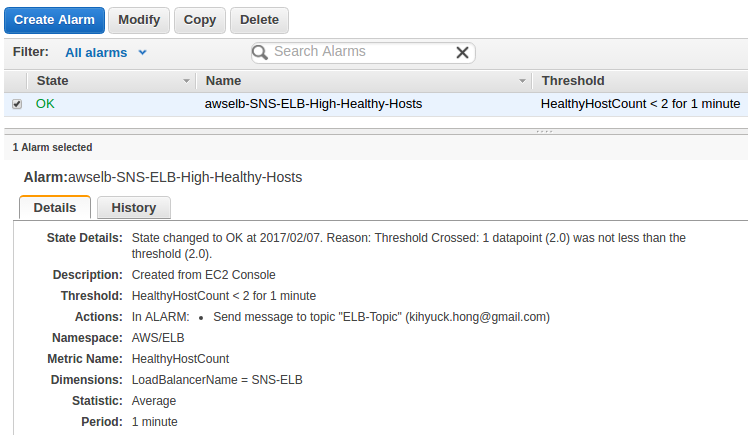 Create Alarm Modify Copy Delete
Filter: All alarms Search Alarms
State Name Threshold
OK awselb-SNS-ELB-High-Healthy-Hosts HealthyHostCount < 2 for 1 minute
1 Alarm selected
Alarm:awselb-SNS-ELB-High-Healthy-Hosts
Details History
State Details: State changed to OK at 2017/02/07. Reason: Threshold Crossed: 1 datapoint (2.0) was not less than the
threshold (2.0).
Description: Created from EC2 Console
Threshold: HealthyHostCount < 2 for 1 minute
Actions: In ALARM: • Send message to topic "ELB-Topic" (kihyuck.hong@gmail.com)
Namespace: AWS/ELB
Metric Name: HealthyHostCount
Dimensions: LoadBalancerName = SNS-ELB
Statistic: Average
Period: 1 minute